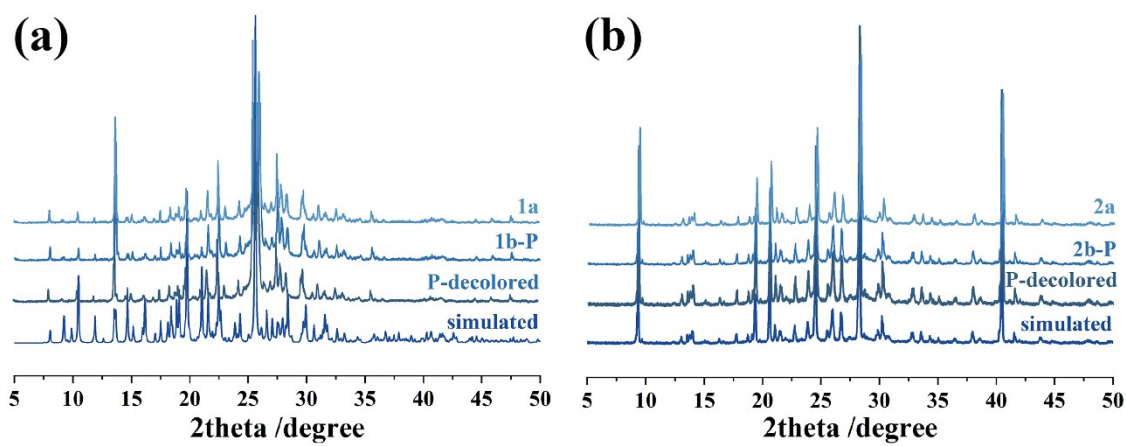 (a)
1a
1b-P
P-decolored
simulated
5 10 15 20 25 30 35 40 45 50
2theta /degree
(b)
2a
2b-P
P-decolored
simulated
5 10 15 20 25 30 35 40 45 50
2theta /degree